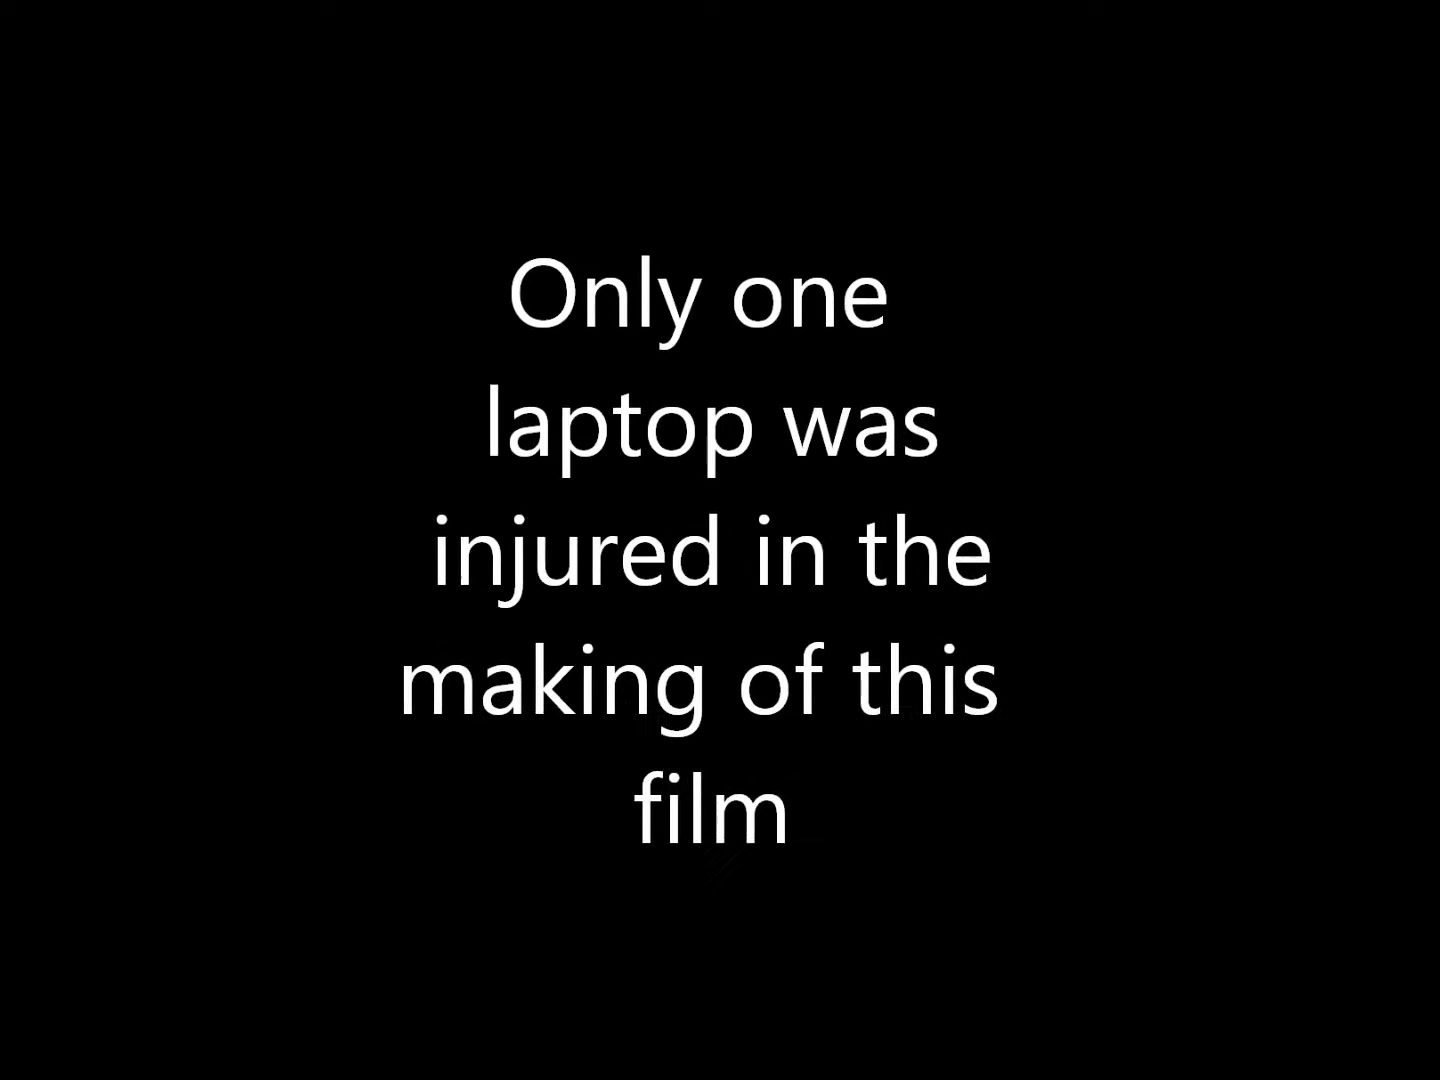 Only one
laptop was
injured in the
making of this
film